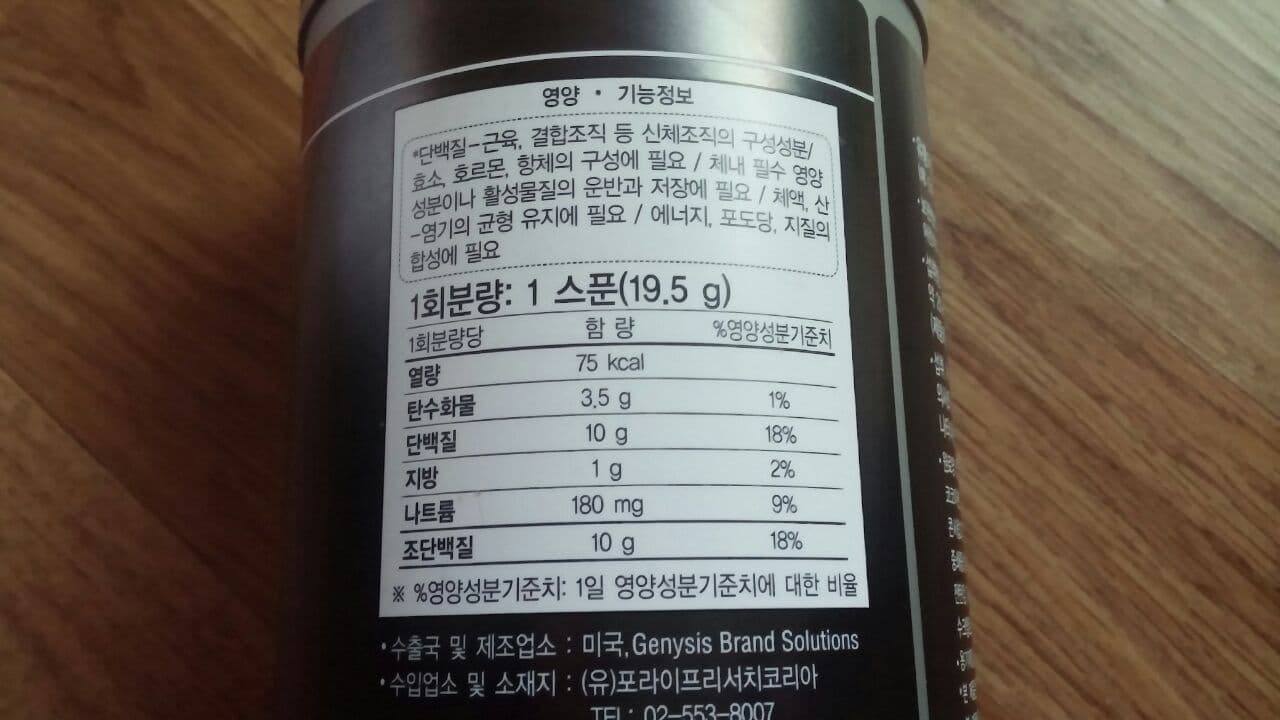 영양 • 기능정보
*단백질-근육, 결합조직 등 신체조직의 구성성분/
효소, 호르몬, 항체의 구성에 필요 / 체내 필수 영양
성분이나 활성물질의 운반과 저장에 필요 / 체액, 산
-염기의 균형 유지에 필요 / 에너지, 포도당, 지질의
합성에 필요
1회분량: 1 스푼(19.5 g)
1회분량당 함 량 %영양성분기준치
열량 75 kcal
탄수화물 3.5 g 1%
단백질 10 g 18%
지방 1 g 2%
나트륨 180 mg 9%
조단백질 10 g 18%
※ %영양성분기준치: 1일 영양성분기준치에 대한 비율
•수출국 및 제조업소 : 미국,Genysis Brand Solutions
•수입업소 및 소재지 : (유)포라이프리서치코리아
TEL: 02-553-8007